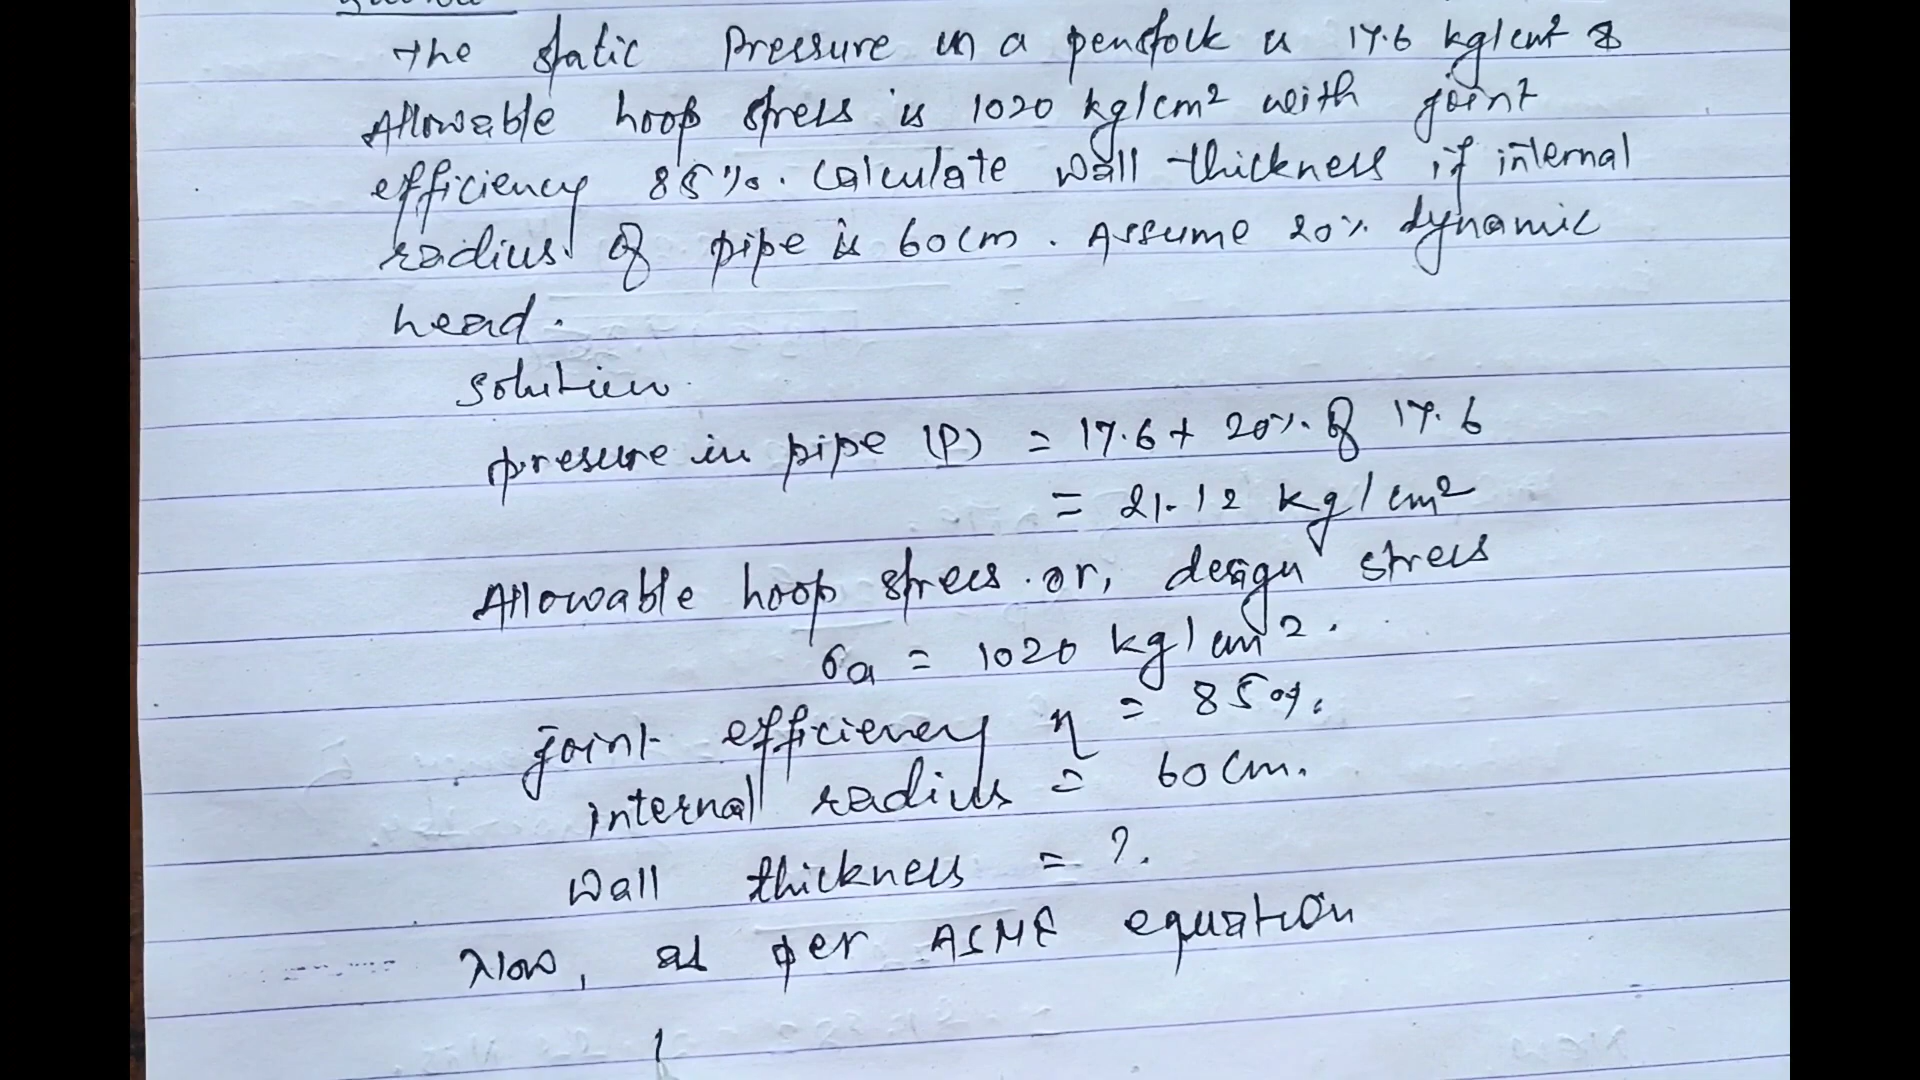 The static Pressure in a penstock is 17.6 kg/cm² &
Allowable hoop stress is 1020 kg/cm² with joint
efficiency 85%. Calculate wall thickness if internal
radius of pipe is 60cm. Assume 20% dynamic
head.
Solution
presure in pipe (P) = 17.6 + 20% of 17.6
= 21.12 kg/cm²
Allowable hoop stress or, design stress
σa = 1020 kg/cm².
joint efficiency η = 85%.
internal radius = 60cm.
Wall thickness = ?.
Now, as per ASME equation